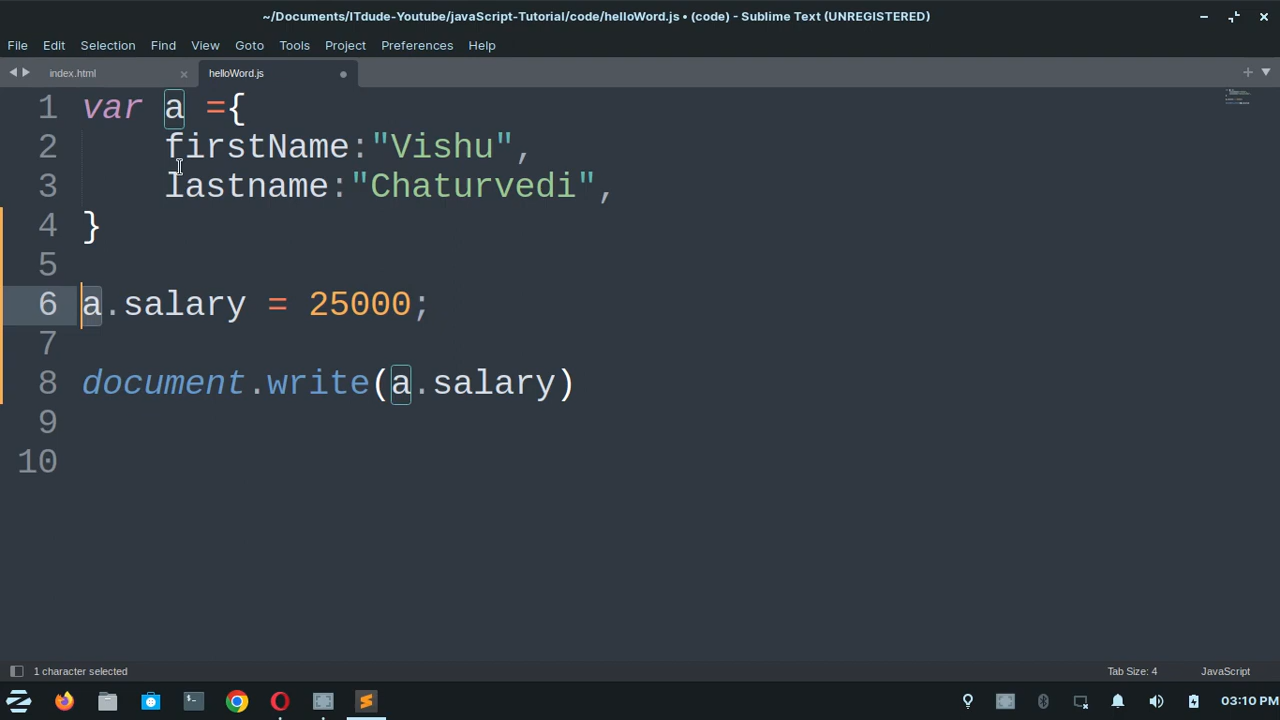 ~/Documents/ITdude-Youtube/javaScript-Tutorial/code/helloWord.js • (code) - Sublime Text (UNREGISTERED)
File Edit Selection Find View Goto Tools Project Preferences Help
index.html helloWord.js
1 var a ={
2 firstName:"Vishu",
3 lastname:"Chaturvedi",
4 }
5
6 a.salary = 25000;
7
8 document.write(a.salary)
9
10
1 character selected Tab Size: 4 JavaScript
03:10 PM